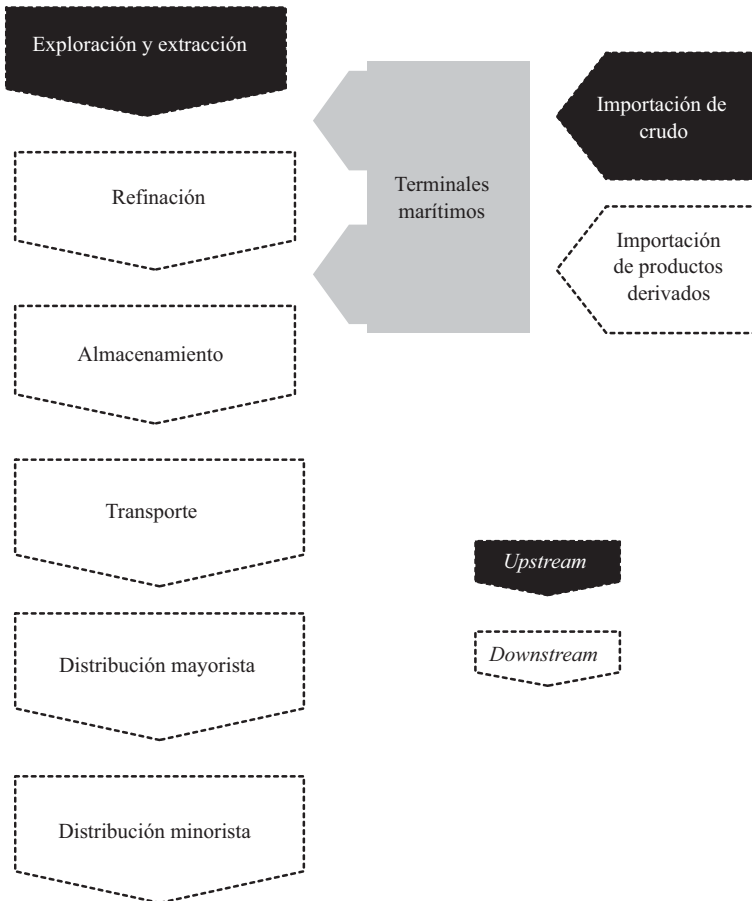 Exploración y extracción
Refinación
Almacenamiento
Transporte
Distribución mayorista
Distribución minorista
Terminales
marítimos
Importación de
crudo
Importación
de productos
derivados
Upstream
Downstream